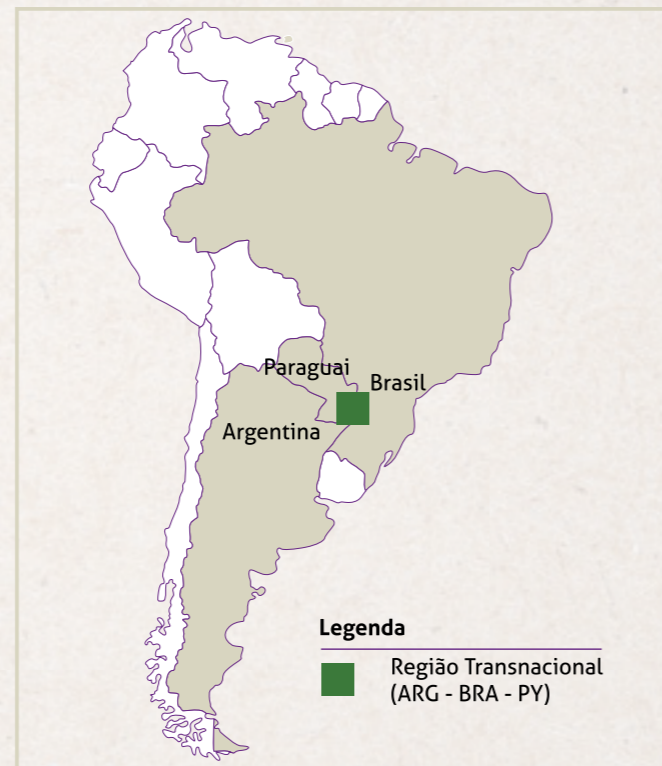 Paraguai
Brasil
Argentina
Legenda
Região Transnacional
(ARG - BRA - PY)